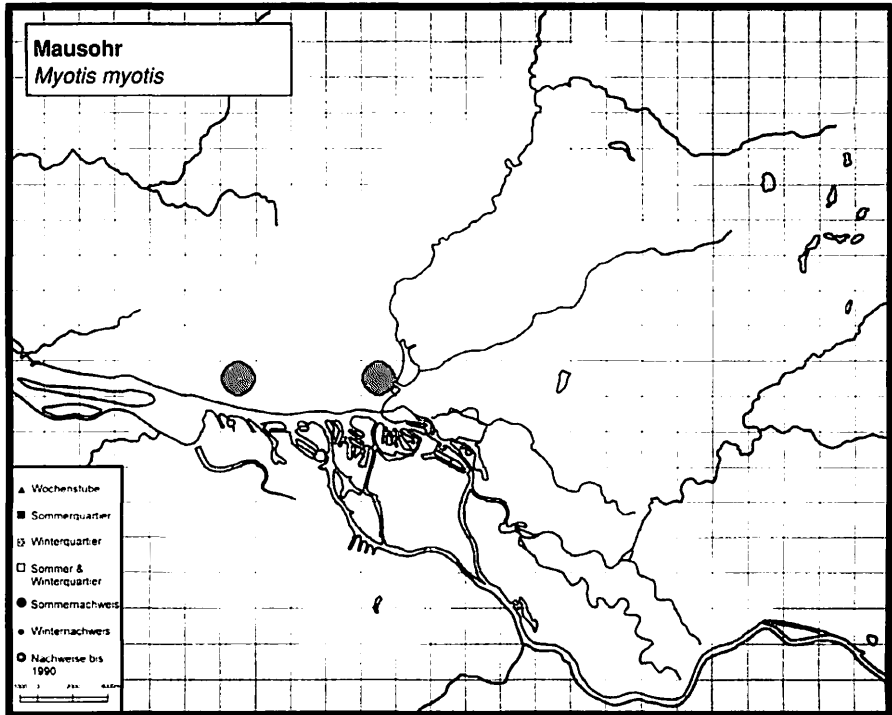 Mausohr
Myotis myotis
Wochenstube
Sommerquartier
Winterquartier
Sommer &
Winterquartier
Sommernachweis
Winternachweis
Nachweise bis
1990